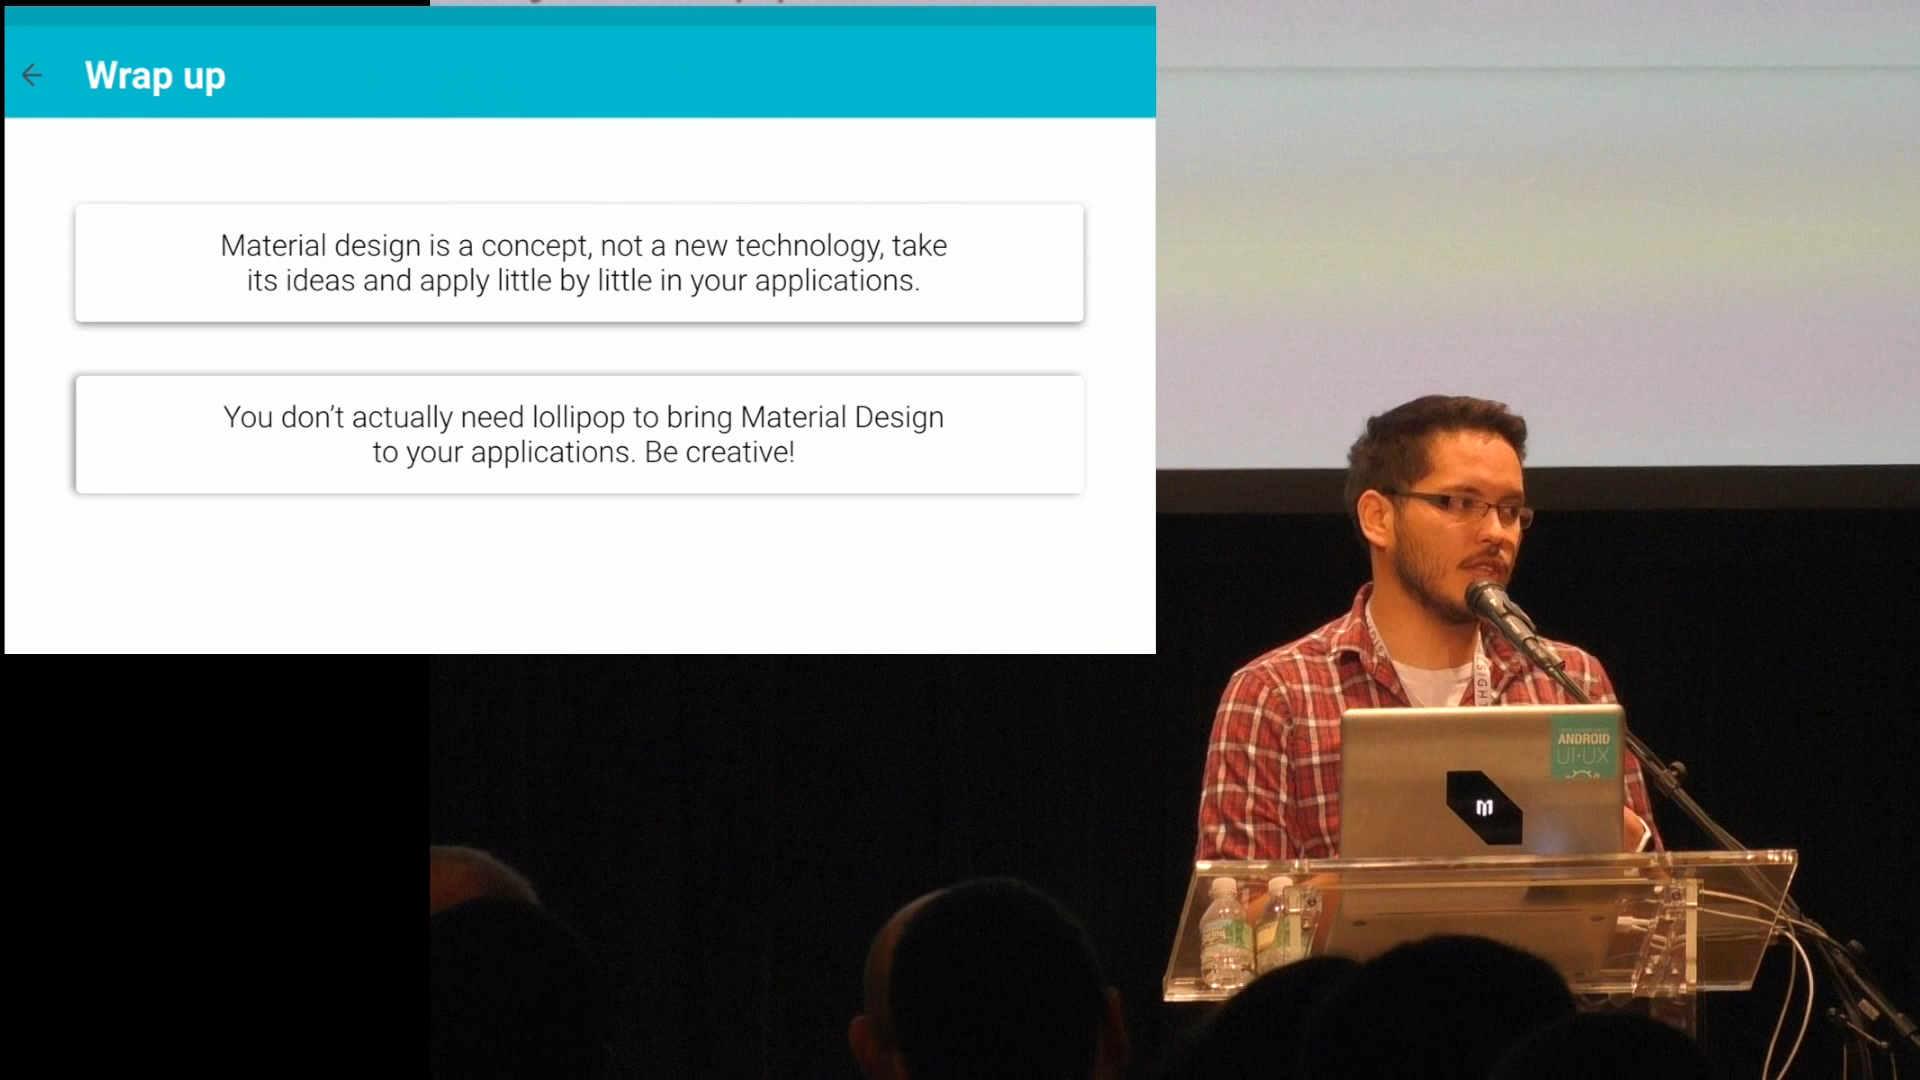 Wrap up
Material design is a concept, not a new technology, take
its ideas and apply little by little in your applications.
You don't actually need lollipop to bring Material Design
to your applications. Be creative!
SIGH
ANDROID
UI·UX